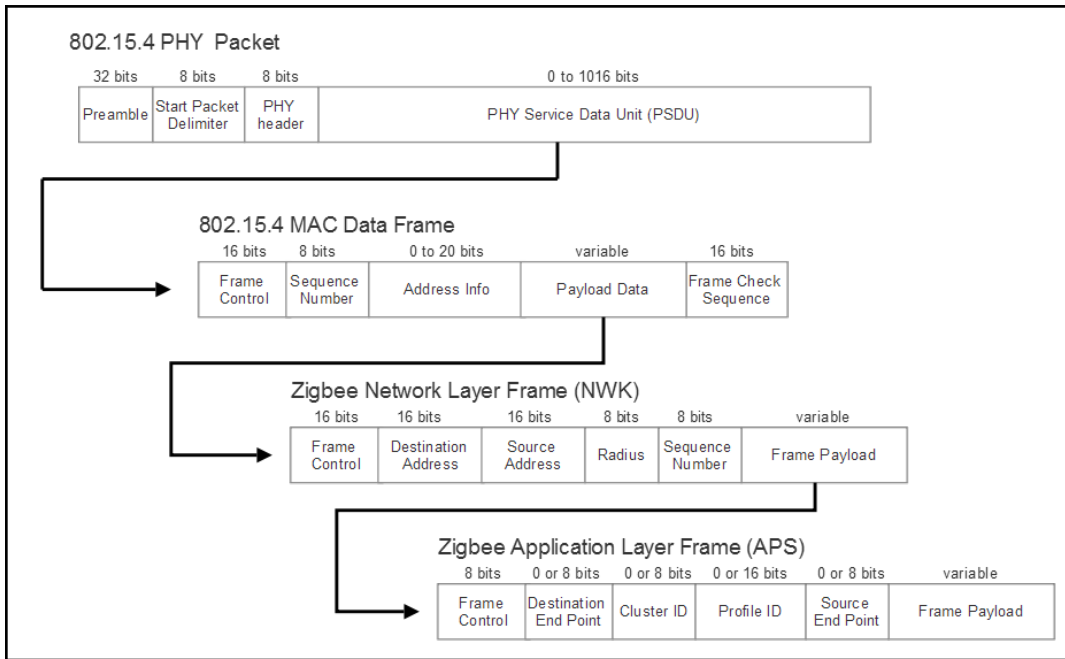 802.15.4 PHY Packet
32 bits 8 bits 8 bits 0 to 1016 bits
Preamble
Start Packet
Delimiter
PHY
header
PHY Service Data Unit (PSDU)
802.15.4 MAC Data Frame
16 bits 8 bits 0 to 20 bits variable 16 bits
Frame
Control
Sequence
Number
Address Info
Payload Data
Frame Check
Sequence
Zigbee Network Layer Frame (NWK)
16 bits 16 bits 16 bits 8 bits 8 bits variable
Frame
Control
Destination
Address
Source
Address
Radius
Sequence
Number
Frame Payload
Zigbee Application Layer Frame (APS)
8 bits 0 or 8 bits 0 or 8 bits 0 or 16 bits 0 or 8 bits variable
Frame
Control
Destination
End Point
Cluster ID
Profile ID
Source
End Point
Frame Payload